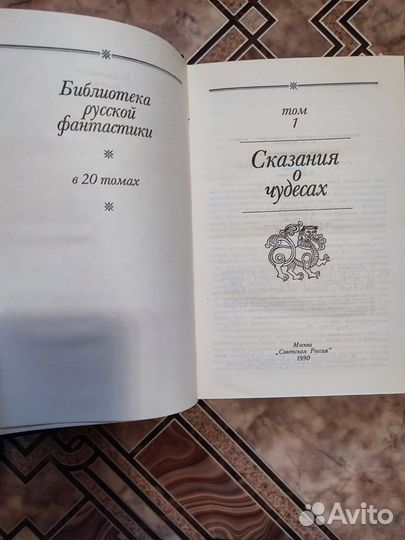 Библиотека
русской
фантастики
в 20 томах
том
1
Сказания
о
чудесах
Москва
„Советская Россия"
1990
Avito